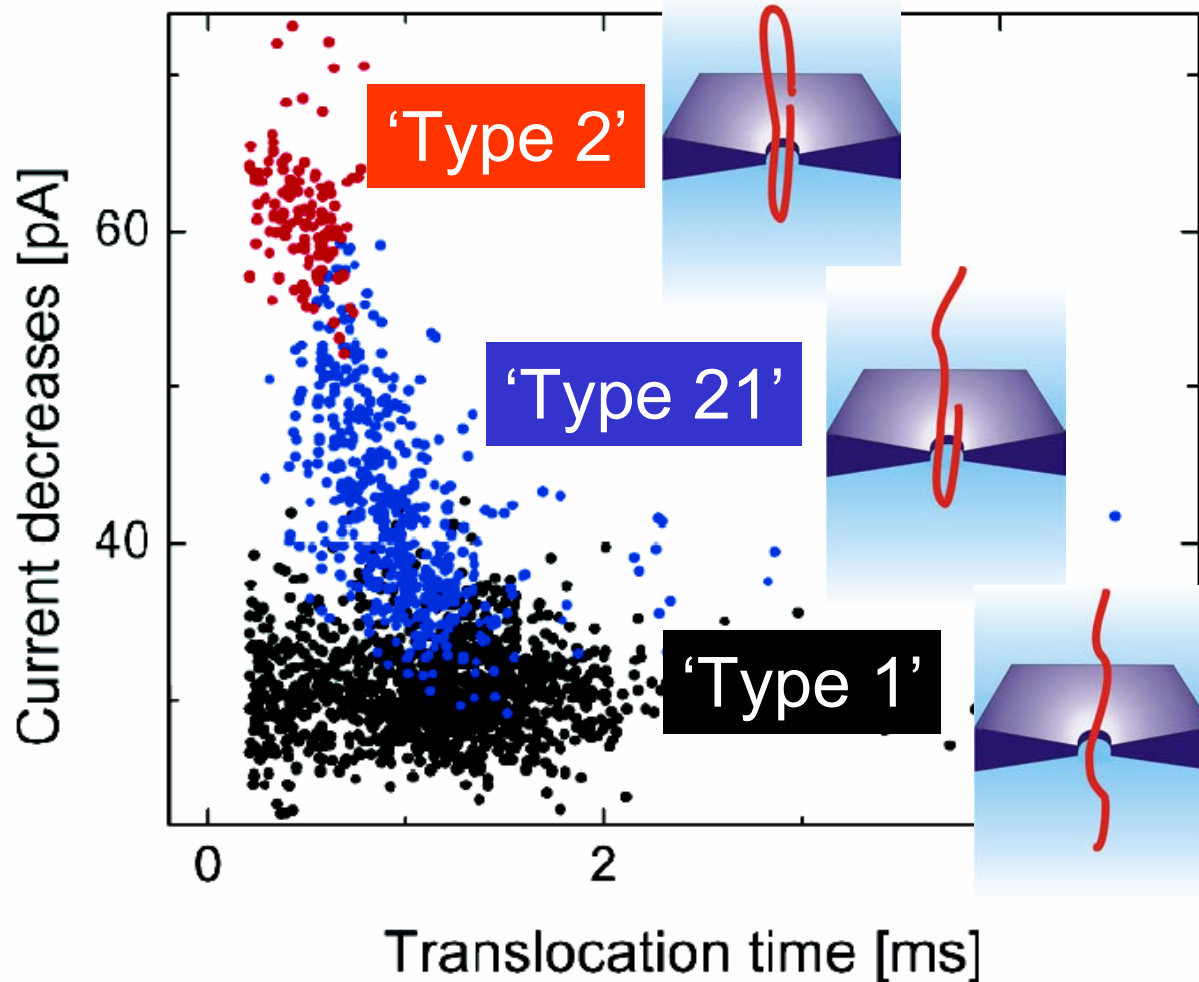 ‘Type 2’
60
‘Type 21’
40
‘Type 1’
0
2
Current decreases [pA]
Translocation time [ms]